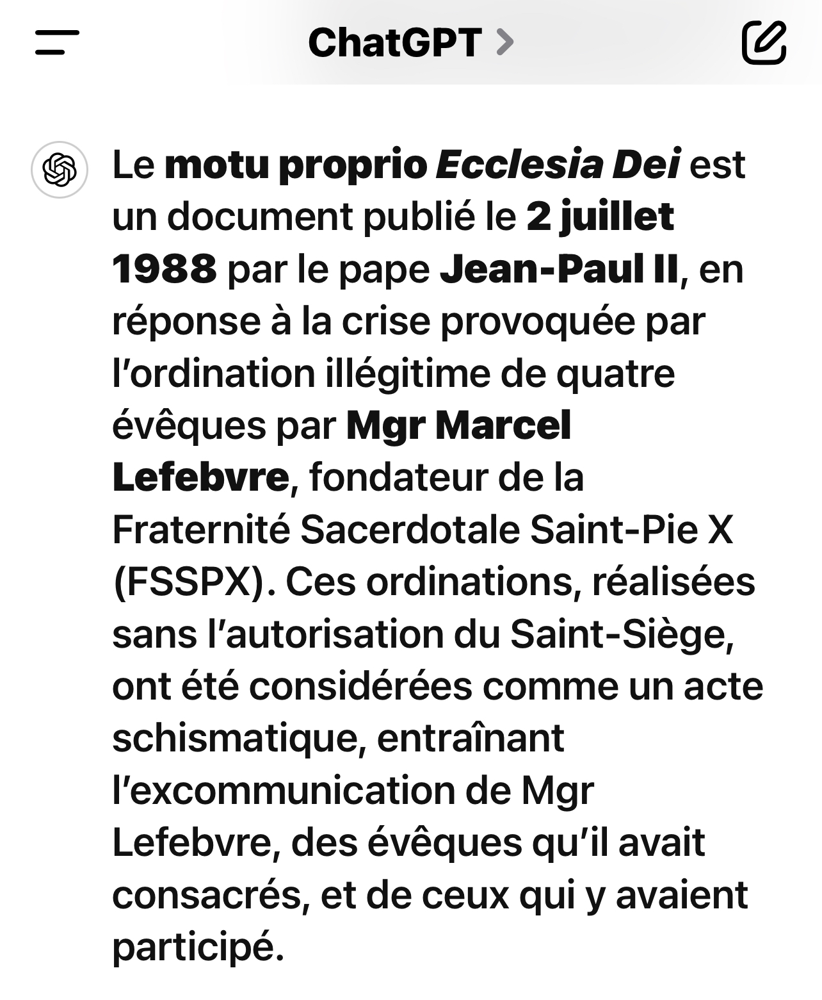 ChatGPT
Le motu proprio Ecclesia Dei est
un document publié le 2 juillet
1988 par le pape Jean-Paul II, en
réponse à la crise provoquée par
l’ordination illégitime de quatre
évêques par Mgr Marcel
Lefebvre, fondateur de la
Fraternité Sacerdotale Saint-Pie X
(FSSPX). Ces ordinations, réalisées
sans l’autorisation du Saint-Siège,
ont été considérées comme un acte
schismatique, entraînant
l’excommunication de Mgr
Lefebvre, des évêques qu’il avait
consacrés, et de ceux qui y avaient
participé.